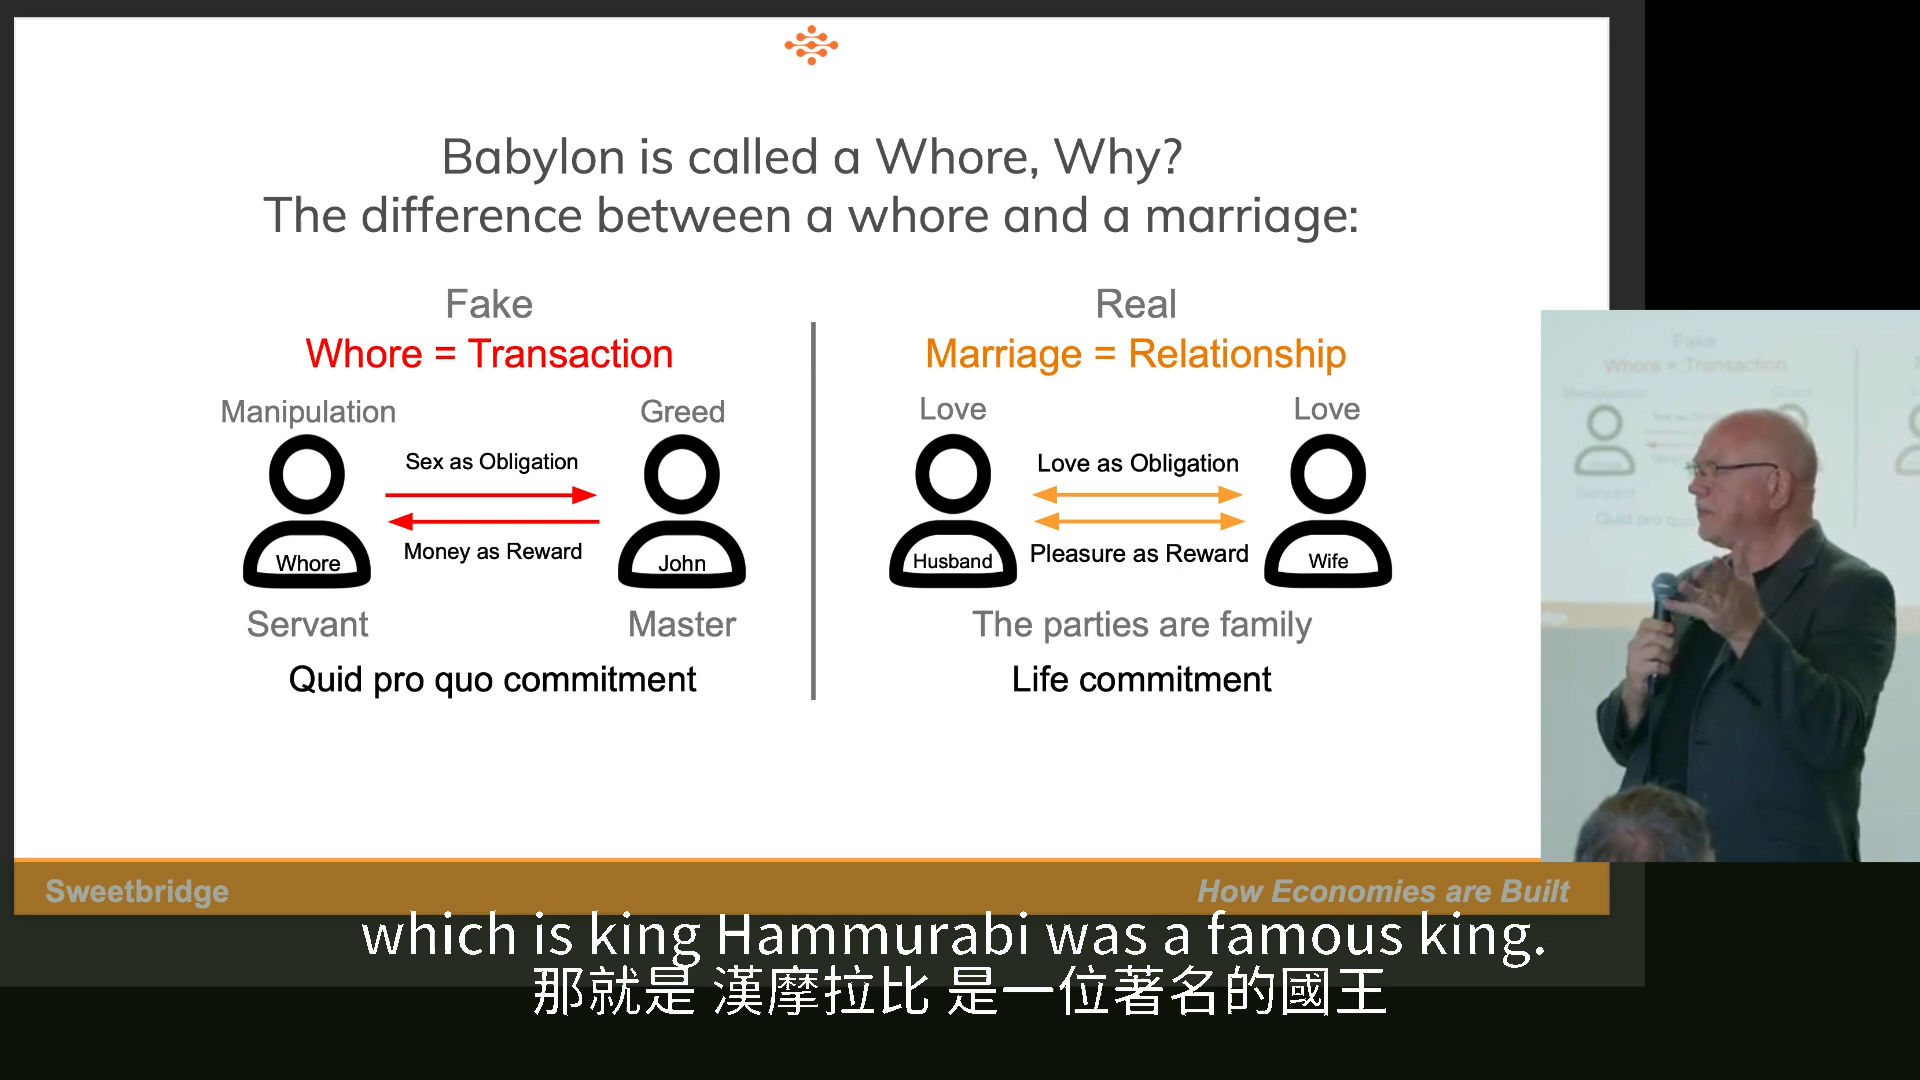 Babylon is called a Whore, Why?
The difference between a whore and a marriage:
Fake
Whore = Transaction
Manipulation
Greed
Sex as Obligation
Money as Reward
Whore
John
Servant
Master
Quid pro quo commitment
Real
Marriage = Relationship
Love
Love
Love as Obligation
Pleasure as Reward
Husband
Wife
The parties are family
Life commitment
Fake
Whore = Transaction
Servant
Sweetbridge
How Economies are Built
which is king Hammurabi was a famous king.
那就是 漢摩拉比 是一位著名的國王